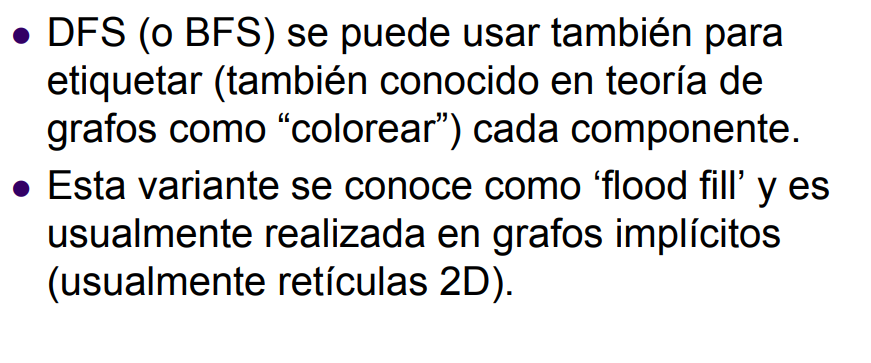 ● DFS (o BFS) se puede usar también para
etiquetar (también conocido en teoría de
grafos como “colorear”) cada componente.
● Esta variante se conoce como ‘flood fill’ y es
usualmente realizada en grafos implícitos
(usualmente retículas 2D).